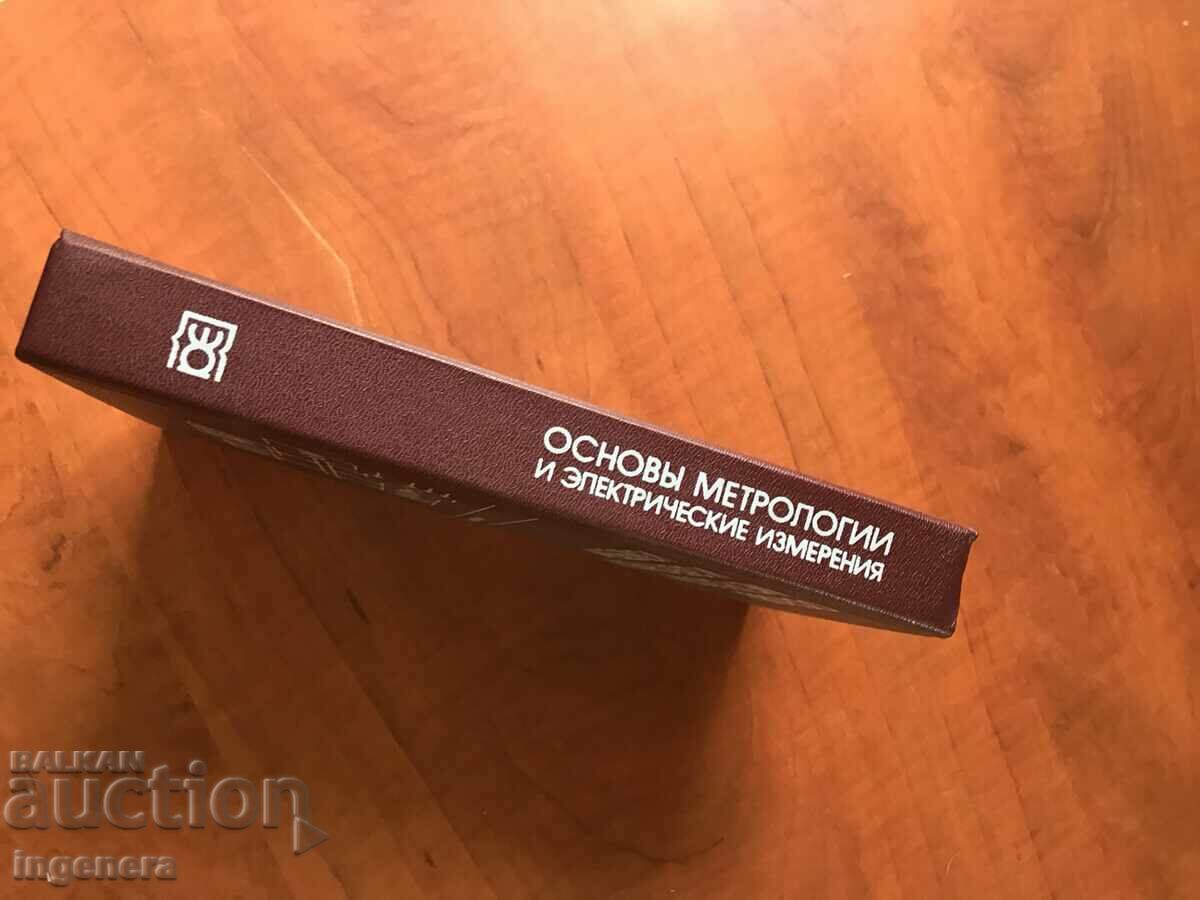 ОСНОВЫ МЕТРОЛОГИИ
И ЭЛЕКТРИЧЕСКИЕ ИЗМЕРЕНИЯ
BALKAN
auction
ingenera